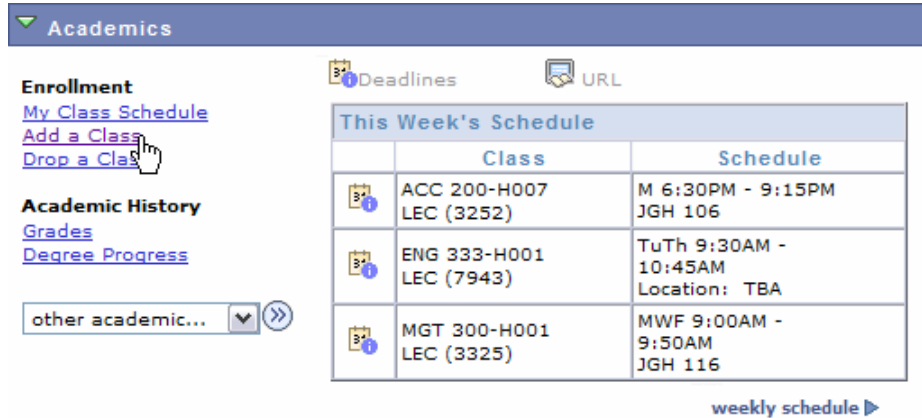 Academics
Enrollment
My Class Schedule
Add a Class
Drop a Clas
Academic History
Grades
Degree Progress
other academic...
Deadlines
URL
This Week's Schedule
Class Schedule
ACC 200-H007
LEC (3252)
M 6:30PM - 9:15PM
JGH 106
ENG 333-H001
LEC (7943)
TuTh 9:30AM -
10:45AM
Location: TBA
MGT 300-H001
LEC (3325)
MWF 9:00AM -
9:50AM
JGH 116
weekly schedule